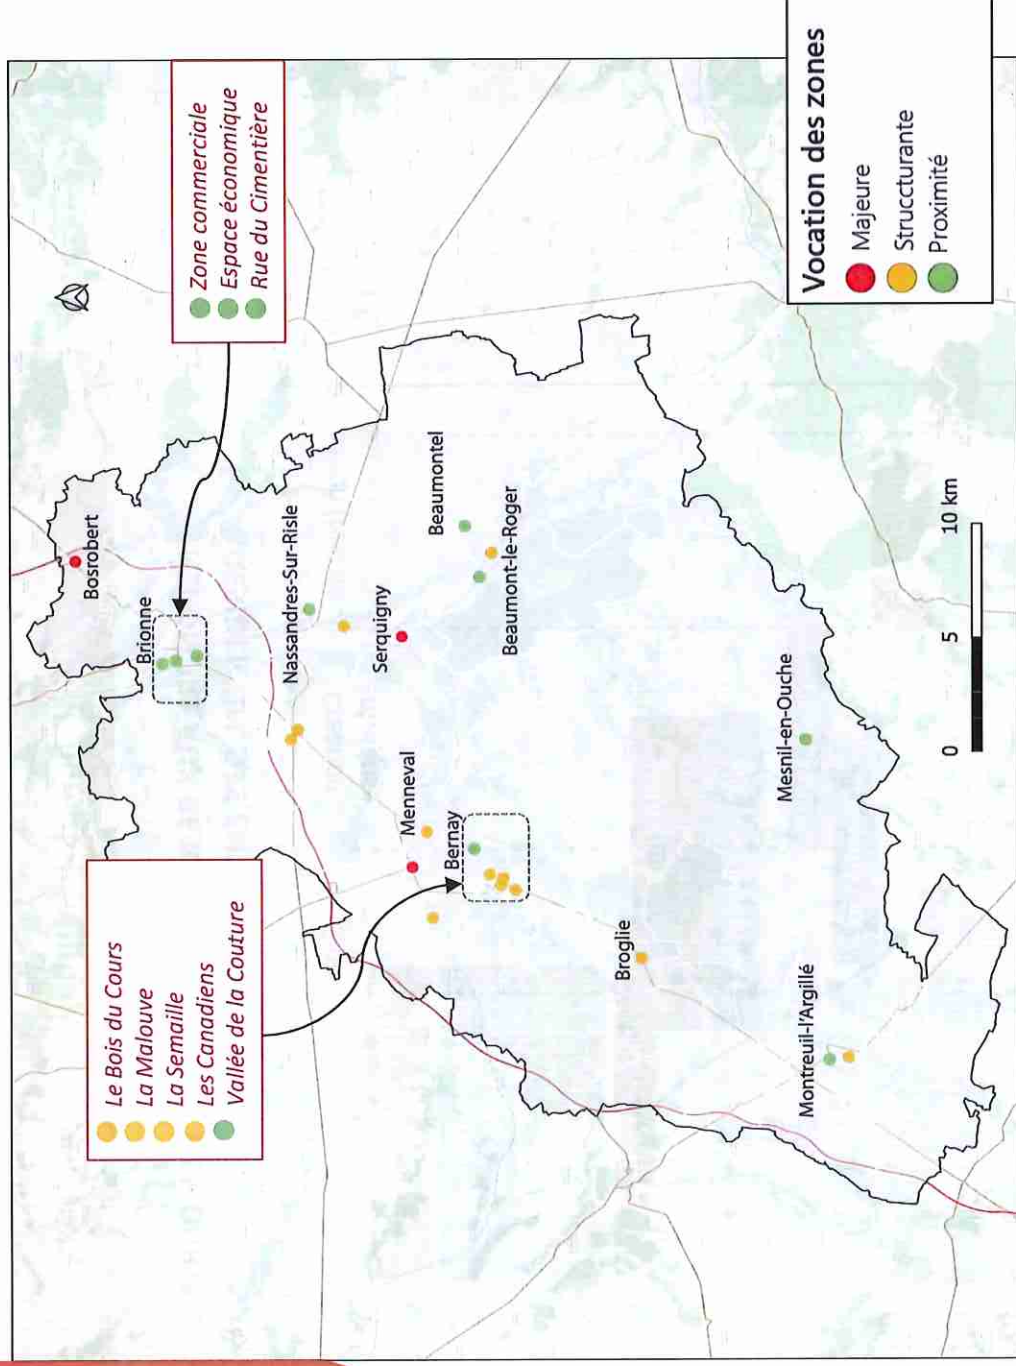 Zone commerciale
Espace économique
Rue du Cimentière
Le Bois du Cours
La Malouve
La Semaille
Les Canadiens
Vallée de la Couture
Bosrobert
Brionne
Nassandres-Sur-Risle
Serquigny
Beaumontel
Beaumont-le-Roger
Menneval
Bernay
Broglie
Mesnil-en-Ouche
Montreuil-l'Argillé
Vocation des zones
Majeure
Struccturante
Proximité
0 5 10 km